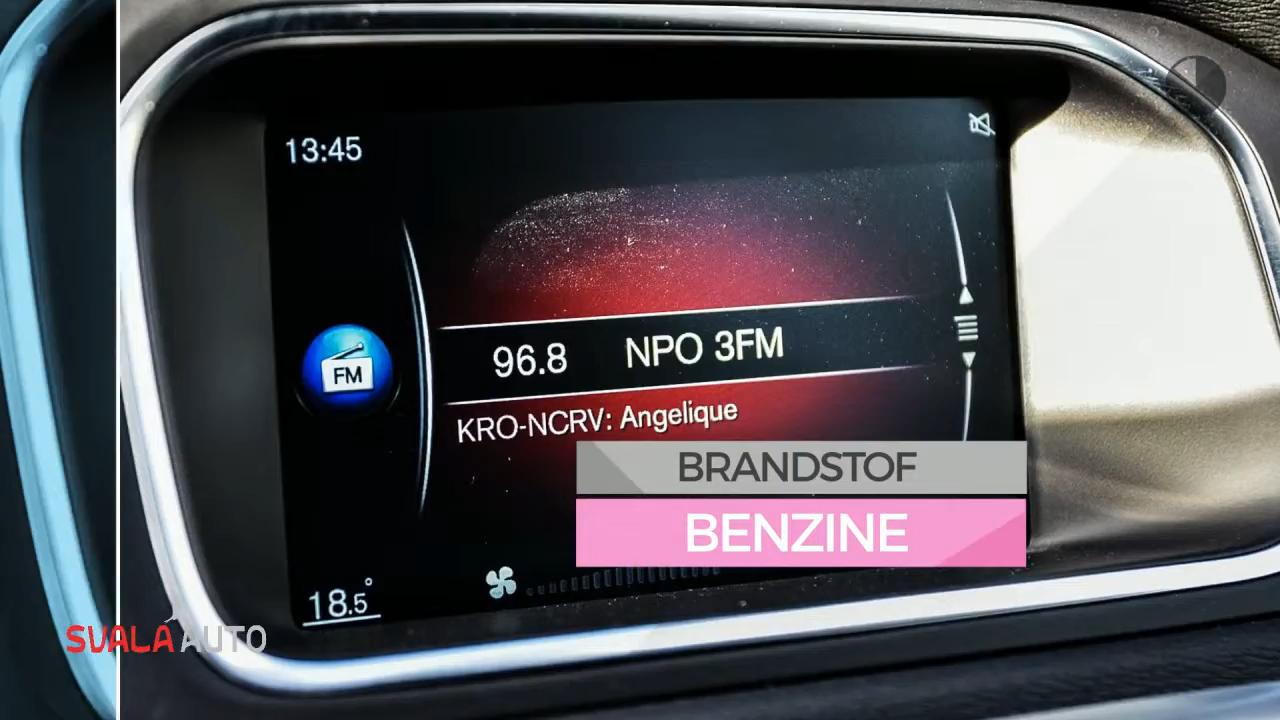 13:45
FM
96.8 NPO 3FM
KRO-NCRV: Angelique
BRANDSTOF
BENZINE
18.5°
SVALA AUTO